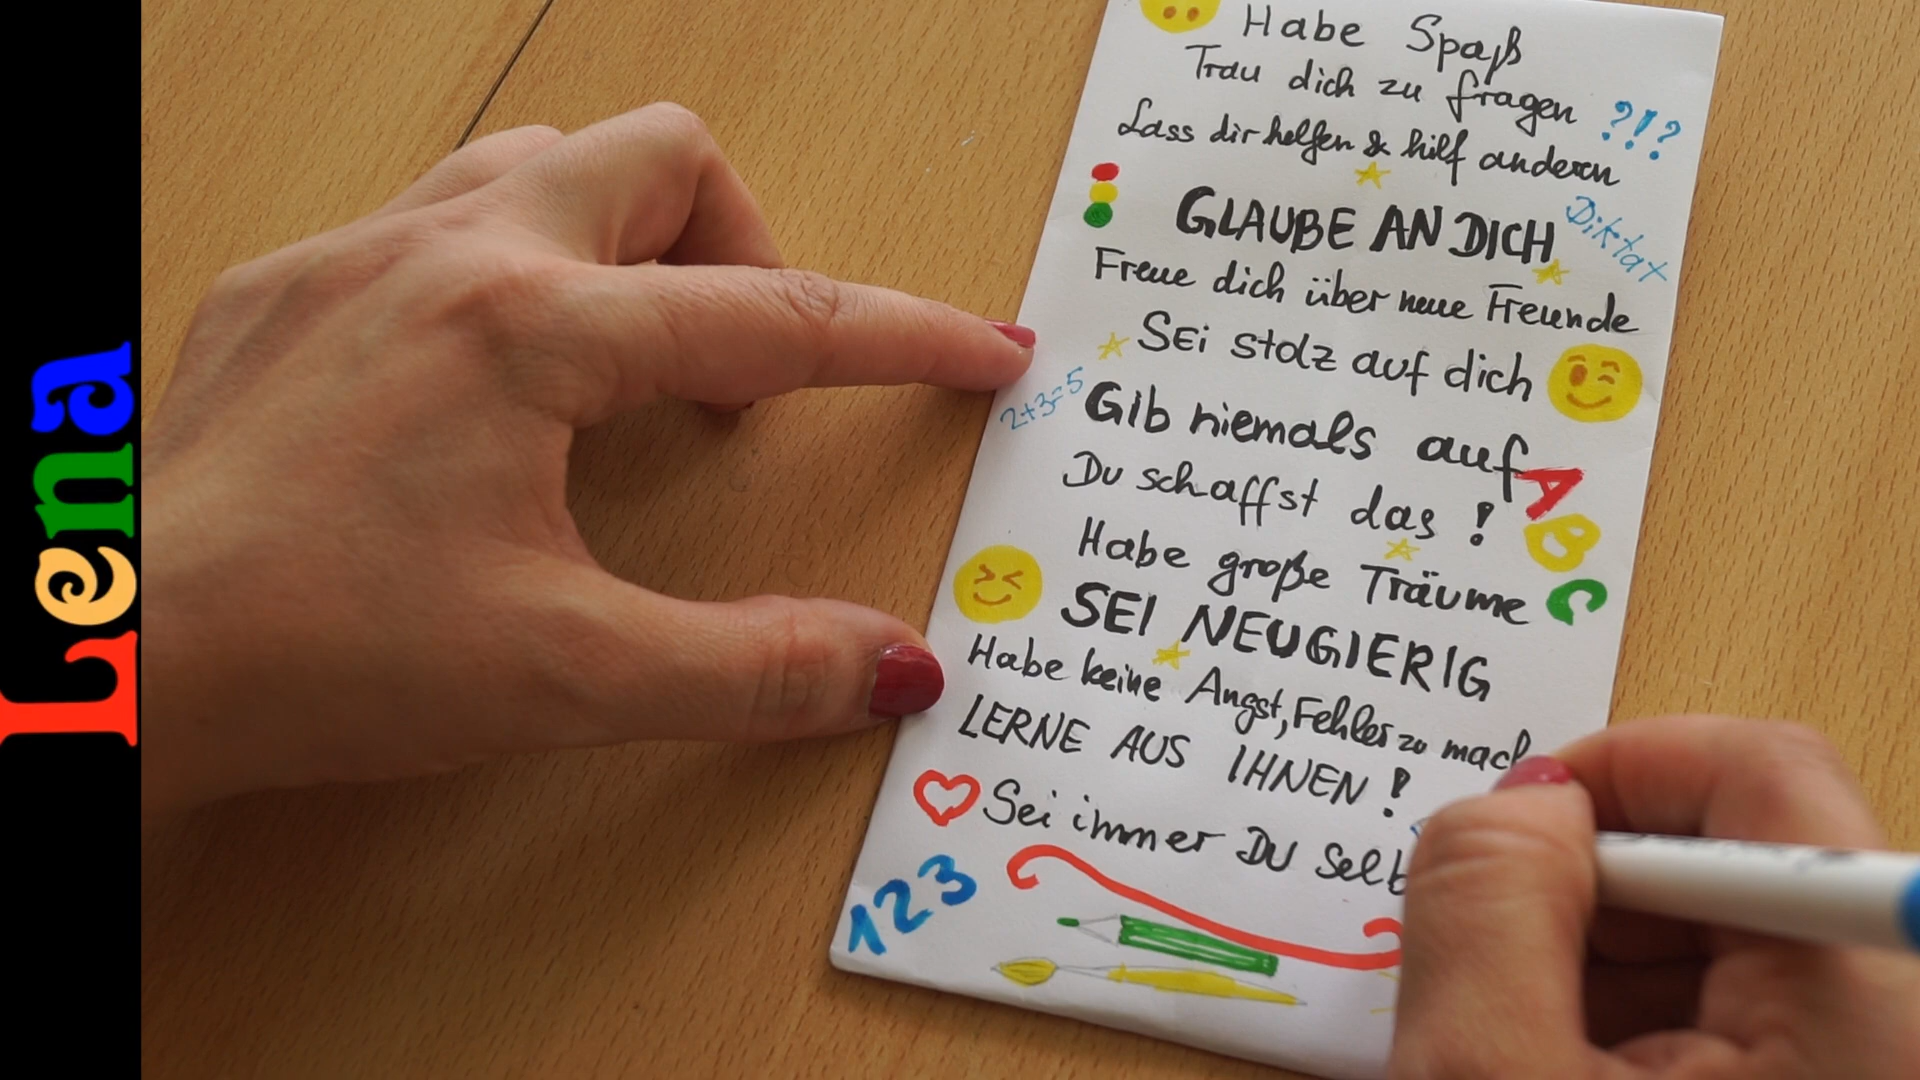 Lena
Habe Spaß
Trau dich zu fragen ?!?
Lass dir helfen & hilf anderen
GLAUBE AN DICH
Diktat
Freue dich über neue Freunde
SEi stolz auf dich
2+3=5
Gib niemals auf
Du schaffst das !
A B C
Habe große Träume
SEI NEUGIERIG
Habe keine Angst, Fehler zu mach
LERNE AUS IHNEN !
Sei immer DU Selb
123